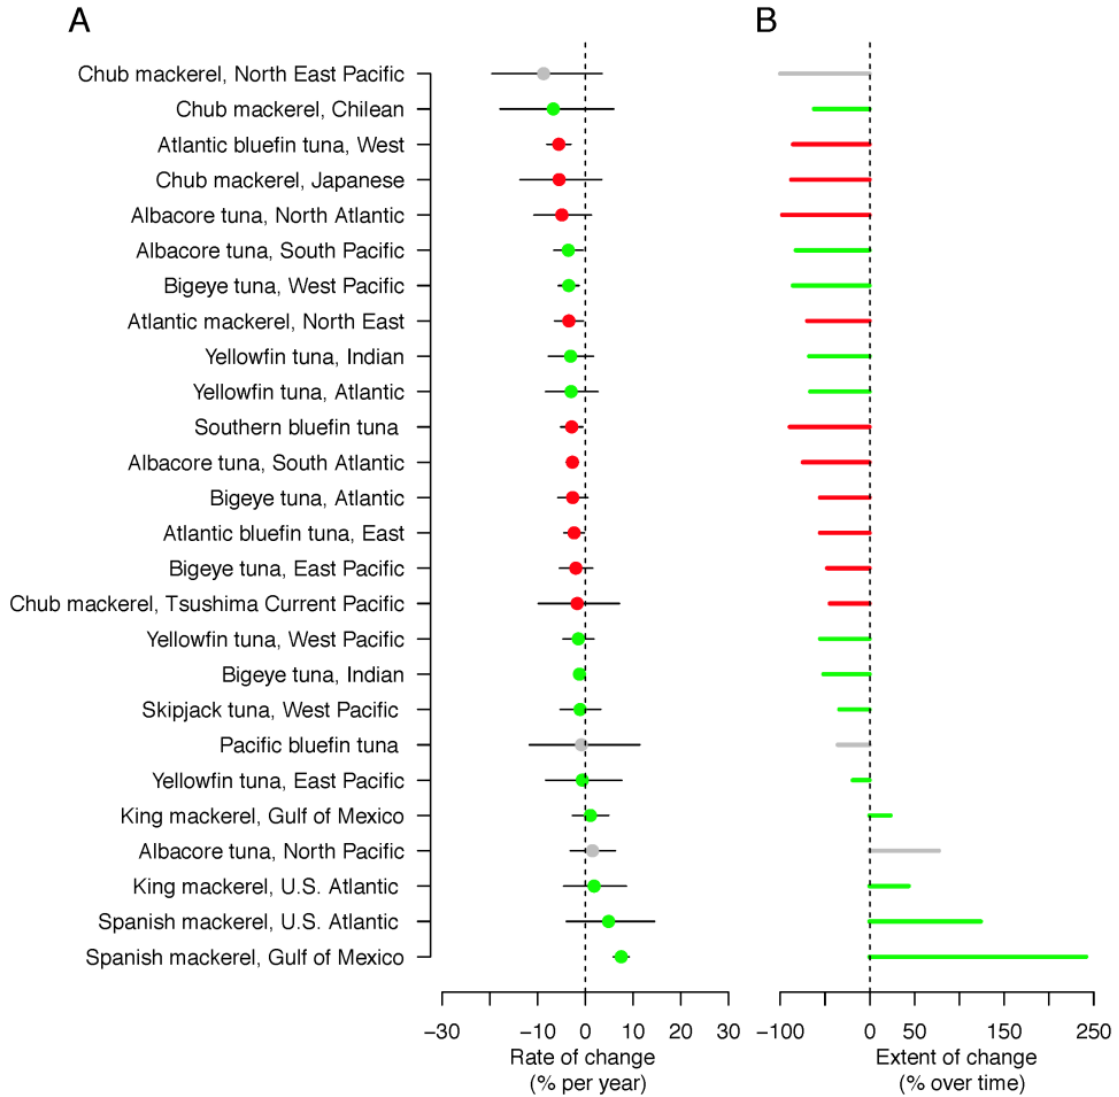 A
B
Chub mackerel, North East Pacific
Chub mackerel, Chilean
Atlantic bluefin tuna, West
Chub mackerel, Japanese
Albacore tuna, North Atlantic
Albacore tuna, South Pacific
Bigeye tuna, West Pacific
Atlantic mackerel, North East
Yellowfin tuna, Indian
Yellowfin tuna, Atlantic
Southern bluefin tuna
Albacore tuna, South Atlantic
Bigeye tuna, Atlantic
Atlantic bluefin tuna, East
Bigeye tuna, East Pacific
Chub mackerel, Tsushima Current Pacific
Yellowfin tuna, West Pacific
Bigeye tuna, Indian
Skipjack tuna, West Pacific
Pacific bluefin tuna
Yellowfin tuna, East Pacific
King mackerel, Gulf of Mexico
Albacore tuna, North Pacific
King mackerel, U.S. Atlantic
Spanish mackerel, U.S. Atlantic
Spanish mackerel, Gulf of Mexico
−30 −10 0 10 20 30
Rate of change
(% per year)
−100 0 50 150 250
Extent of change
(% over time)